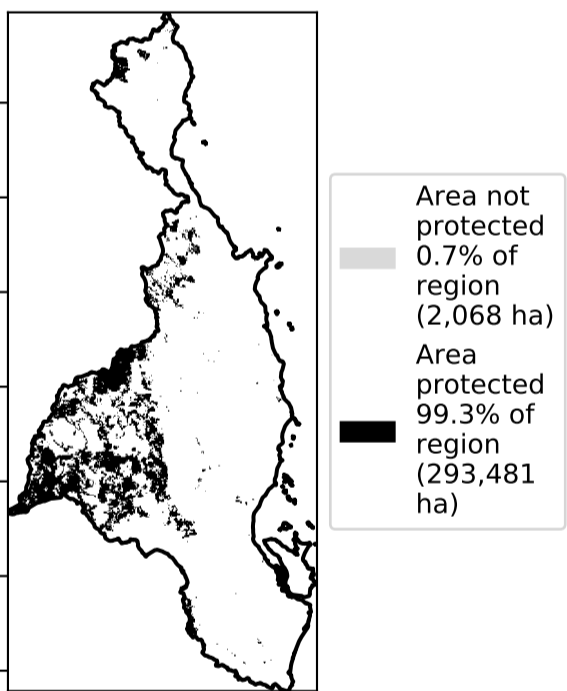 Area not
protected
0.7% of
region
(2,068 ha)
Area
protected
99.3% of
region
(293,481
ha)